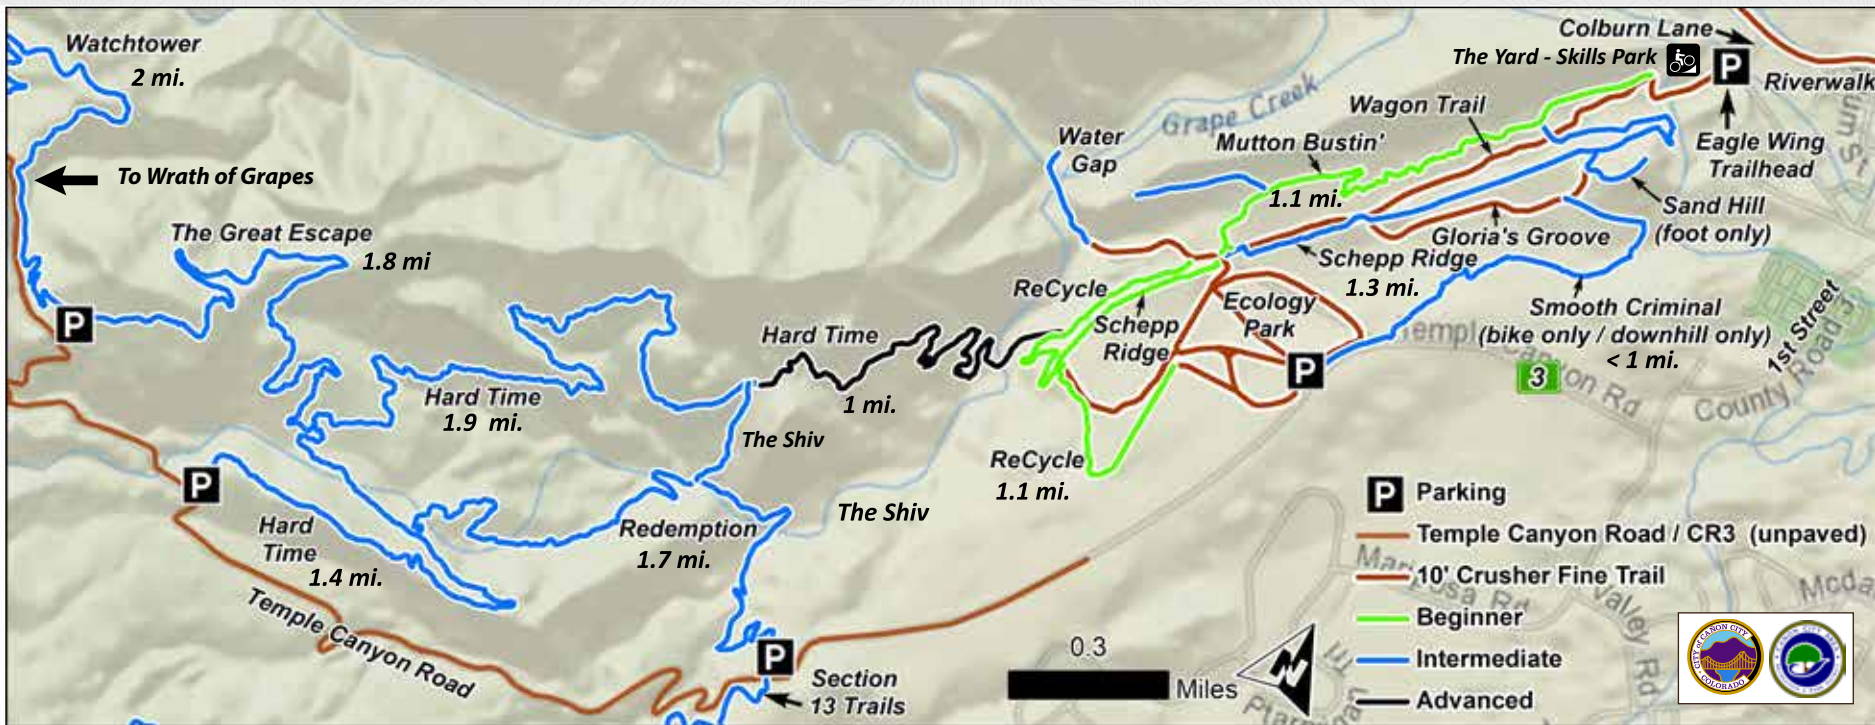 Watchtower
2 mi.
To Wrath of Grapes
The Great Escape
1.8 mi
P
Hard Time
1.9 mi.
Hard Time
1 mi.
The Shiv
The Shiv
P
Hard
Time
1.4 mi.
Redemption
1.7 mi.
Temple Canyon Road
P
Section
13 Trails
Water
Gap
Grape Creek
Mutton Bustin'
1.1 mi.
Wagon Trail
The Yard - Skills Park
Colburn Lane
P
Riverwalk
Eagle Wing
Trailhead
Sand Hill
(foot only)
Gloria's Groove
Schepp Ridge
1.3 mi.
Smooth Criminal
(bike only / downhill only)
< 1 mi.
1st Street
County Road 3
3
ReCycle
Schepp
Ridge
Ecology
Park
P
ReCycle
1.1 mi.
0.3
Miles
N
P Parking
Temple Canyon Road / CR3 (unpaved)
10' Crusher Fine Trail
Beginner
Intermediate
Advanced
CITY of CANON CITY
COLORADO